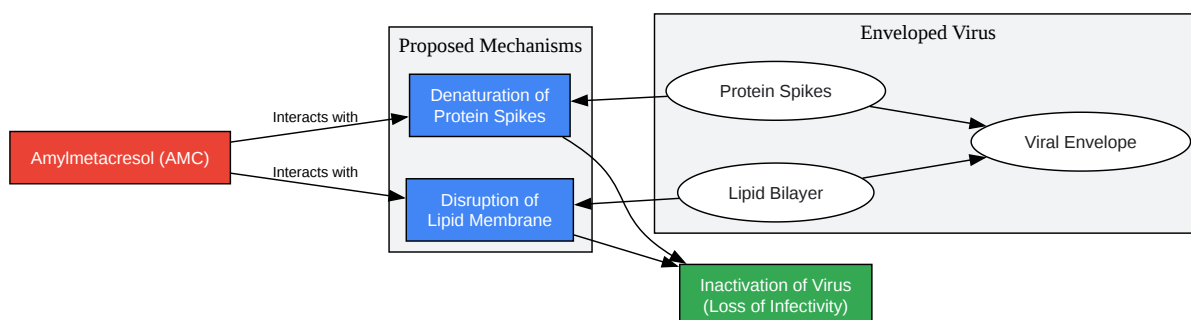 Proposed Mechanisms
Enveloped Virus
Denaturation of
Protein Spikes
Protein Spikes
Interacts with
Amylmetacresol (AMC)
Viral Envelope
Interacts with
Disruption of
Lipid Membrane
Lipid Bilayer
Inactivation of Virus
(Loss of Infectivity)